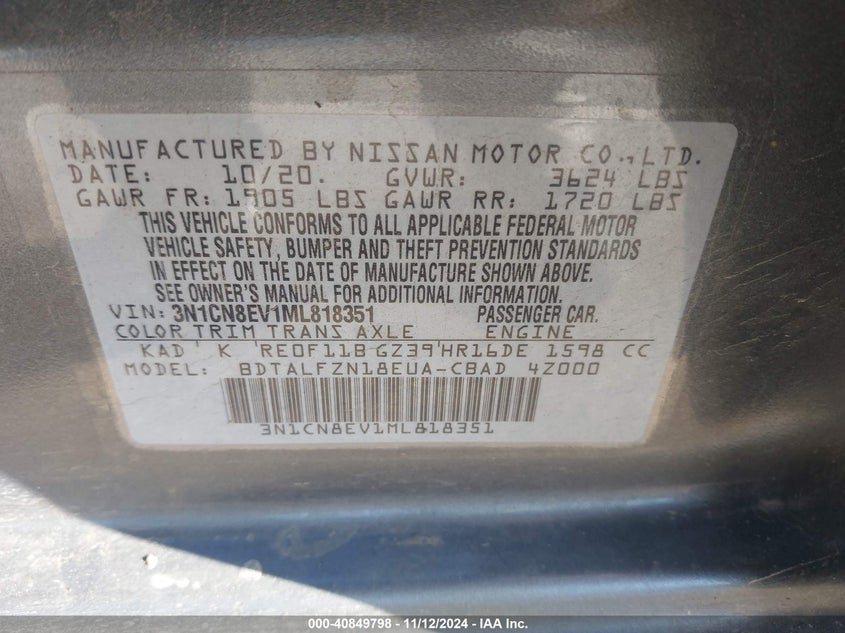 MANUFACTURED BY NISSAN MOTOR CO., LTD.
DATE: 10/20. GVWR: 3624 LBS
GAWR FR: 1905 LBS GAWR RR: 1720 LBS
THIS VEHICLE CONFORMS TO ALL APPLICABLE FEDERAL MOTOR
VEHICLE SAFETY, BUMPER AND THEFT PREVENTION STANDARDS
IN EFFECT ON THE DATE OF MANUFACTURE SHOWN ABOVE.
SEE OWNER'S MANUAL FOR ADDITIONAL INFORMATION
VIN: 3N1CN8EV1ML818351 PASSENGER CAR.
COLOR TRIM TRANS AXLE ENGINE
KAD K RE0F11B GZ39 HR16DE 1598 CC
MODEL: BDTALFZN18EUA-CBAD 4Z000
3N1CN8EV1ML818351
000-40849798 - 11/12/2024 - IAA Inc.